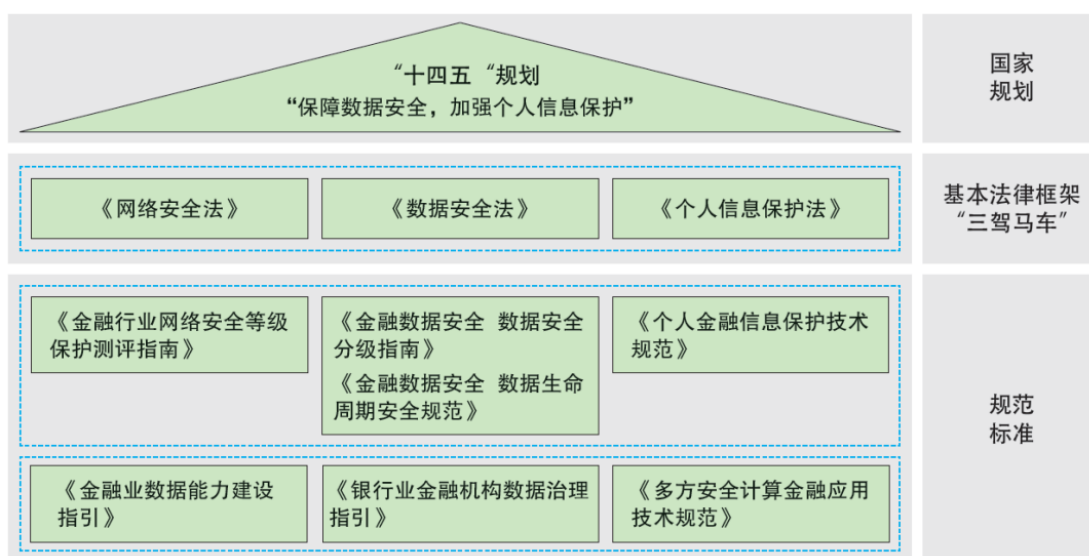 “十四五“规划
“保障数据安全，加强个人信息保护”
国家
规划
《网络安全法》
《数据安全法》
《个人信息保护法》
基本法律框架
“三驾马车”
《金融行业网络安全等级
保护测评指南》
《金融数据安全 数据安全
分级指南》
《金融数据安全 数据生命
周期安全规范》
《个人金融信息保护技术
规范》
《金融业数据能力建设
指引》
《银行业金融机构数据治理
指引》
《多方安全计算金融应用
技术规范》
规范
标准